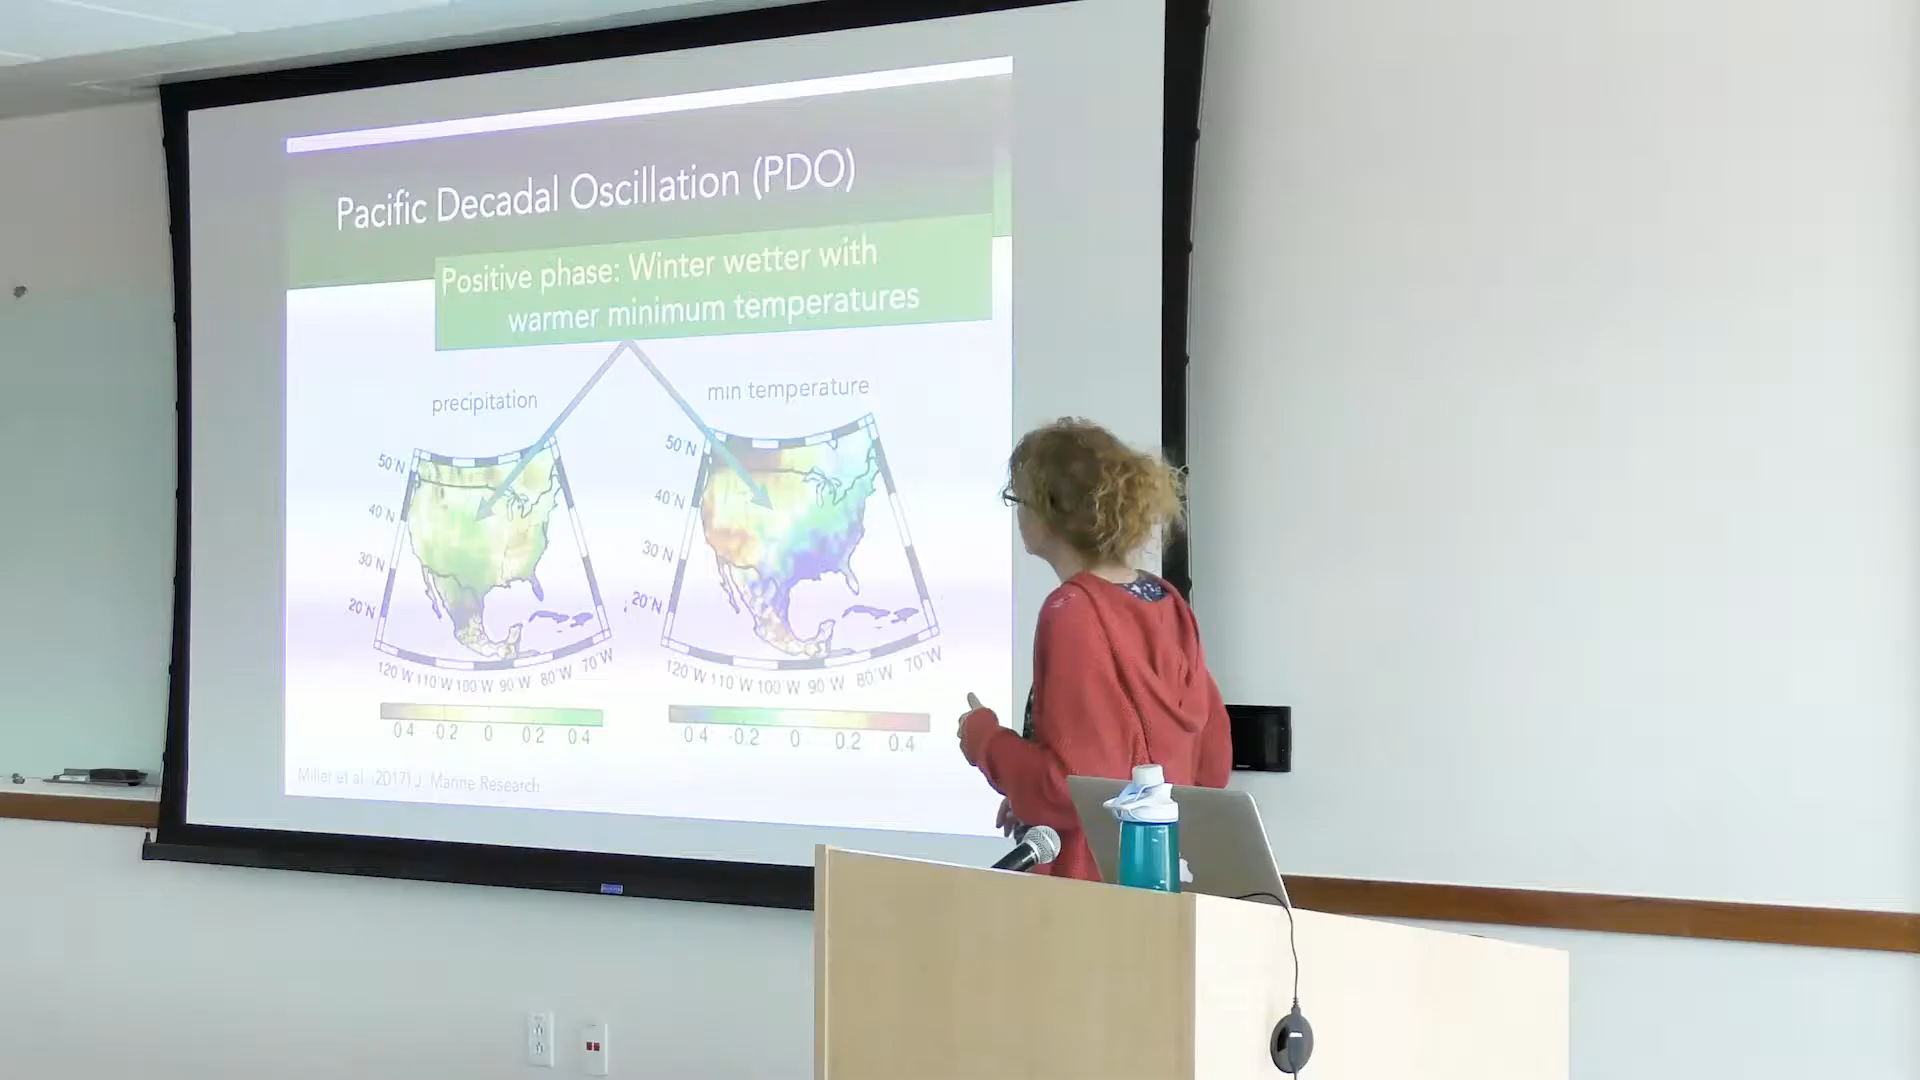 Pacific Decadal Oscillation (PDO)
Positive phase: Winter wetter with
warmer minimum temperatures
precipitation
min temperature
50°N
40°N
30°N
20°N
120°W 110°W 100°W 90°W 80°W 70°W
50°N
40°N
30°N
20°N
120°W 110°W 100°W 90°W 80°W 70°W
0.4 -0.2 0 0.2 0.4
0.4 -0.2 0 0.2 0.4
Miller et al. (2017) J. Marine Research